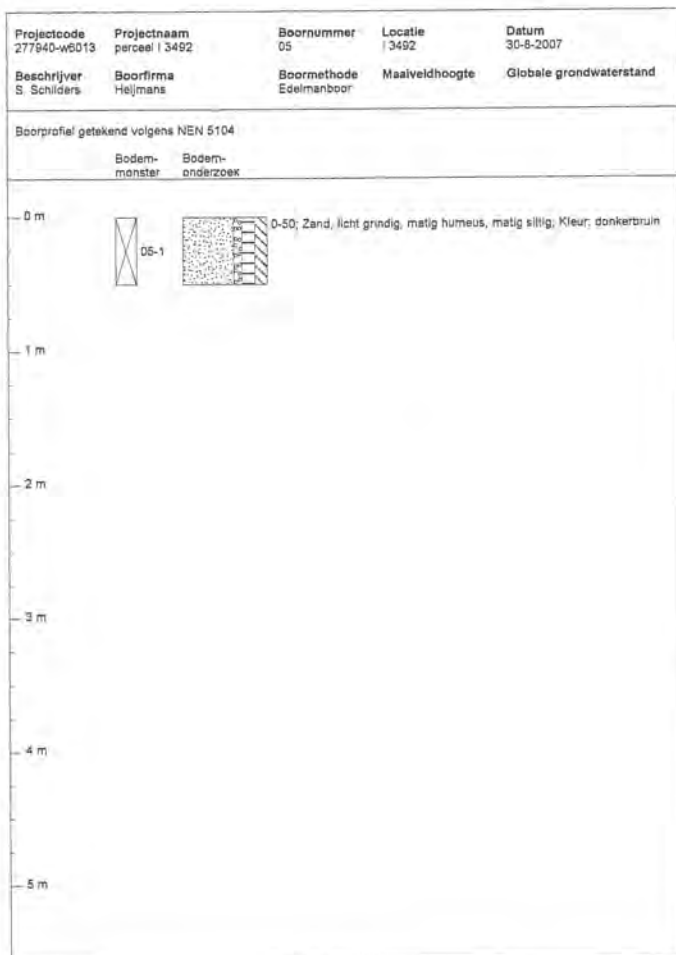 Projectcode Projectnaam Boornummer Locatie Datum
277940-w6013 perceel I 3492 05 I 3492 30-8-2007
Beschrijver Boorfirma Boormethode Maaiveldhoogte Globale grondwaterstand
S. Schilders Heijmans Edelmanboor
Boorprofiel getekend volgens NEN 5104
Bodem- Bodem-
monster onderzoek
0 m
05-1
0-50; Zand, licht grindig, matig humeus, matig siltig; Kleur; donkerbruin
1 m
2 m
3 m
4 m
5 m